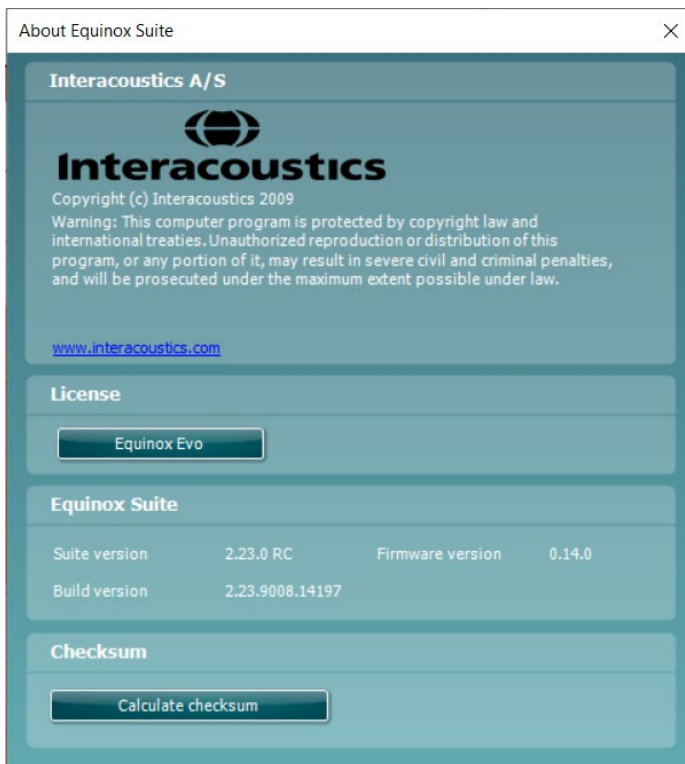 About Equinox Suite
Interacoustics A/S
Interacoustics
Copyright (c) Interacoustics 2009
Warning: This computer program is protected by copyright law and
international treaties. Unauthorized reproduction or distribution of this
program, or any portion of it, may result in severe civil and criminal penalties,
and will be prosecuted under the maximum extent possible under law.
www.interacoustics.com
License
Equinox Evo
Equinox Suite
Suite version 2.23.0 RC Firmware version 0.14.0
Build version 2.23.9008.14197
Checksum
Calculate checksum